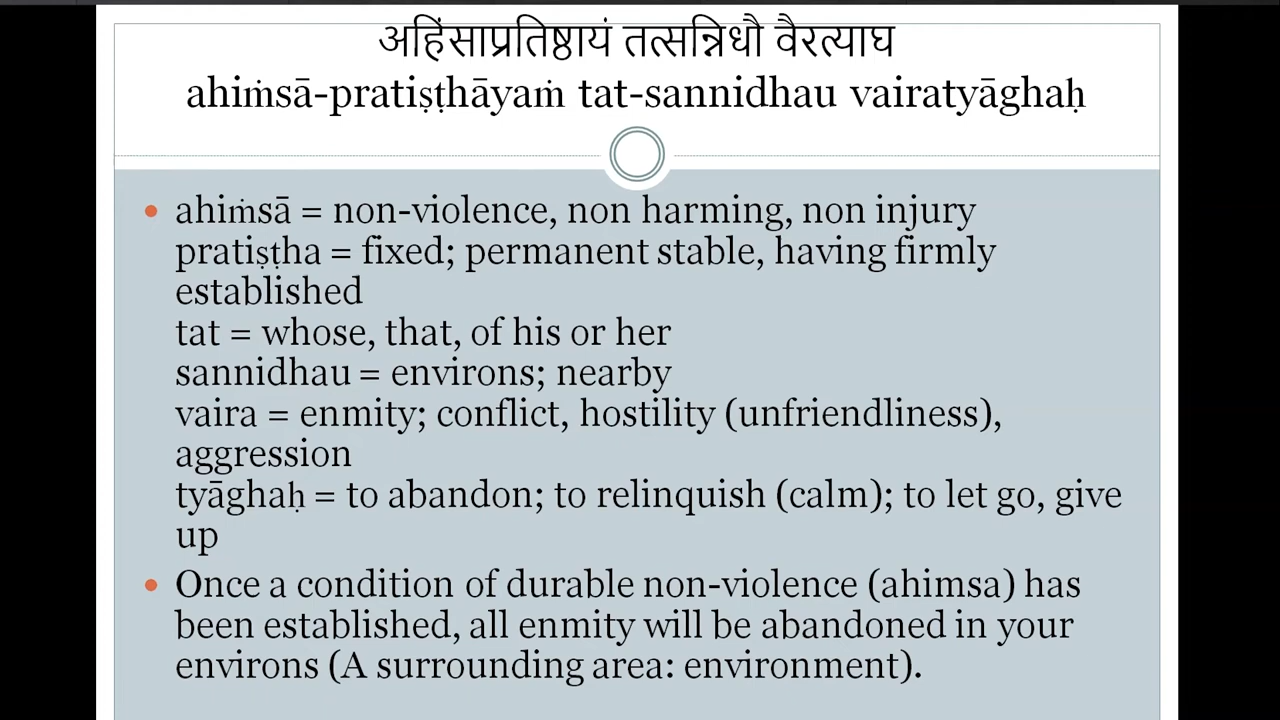 अहिंसाप्रतिष्ठायं तत्सन्निधौ वैरत्याघ
ahiṁsā-pratiṣṭhāyaṁ tat-sannidhau vairatyāghaḥ
• ahiṁsā = non-violence, non harming, non injury
pratiṣṭha = fixed; permanent stable, having firmly
established
tat = whose, that, of his or her
sannidhau = environs; nearby
vaira = enmity; conflict, hostility (unfriendliness),
aggression
tyāghaḥ = to abandon; to relinquish (calm); to let go, give
up
• Once a condition of durable non-violence (ahimsa) has
been established, all enmity will be abandoned in your
environs (A surrounding area: environment).